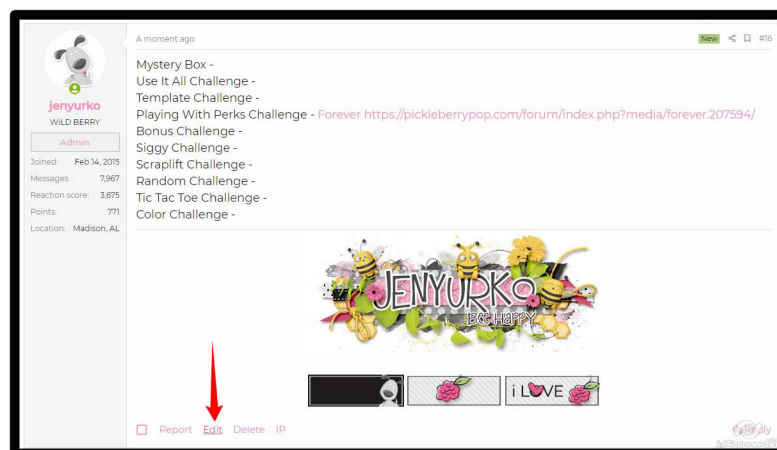 A moment ago
New
#16
jenyurko
WiLD BERRY
Admin
Joined: Feb 14, 2015
Messages: 7,967
Reaction score: 3,675
Points: 771
Location: Madison, AL
Mystery Box -
Use It All Challenge -
Template Challenge -
Playing With Perks Challenge - Forever https://pickleberrypop.com/forum/index.php?media/forever.207594/
Bonus Challenge -
Siggy Challenge -
Scraplift Challenge -
Random Challenge -
Tic Tac Toe Challenge -
Color Challenge -
JENYURKO
BEE HAPPY
i LOVE
Report Edit Delete IP